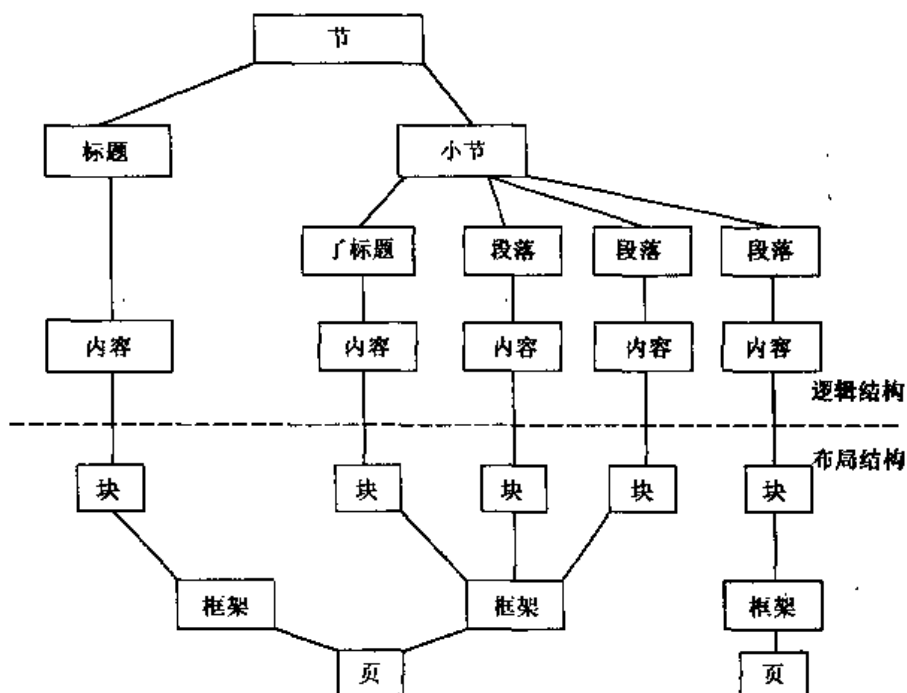 节
标题 小节
了标题 段落 段落 段落
内容 内容 内容 内容 内容
逻辑结构
布局结构
块 块 块 块 块
框架 框架 框架
页 页